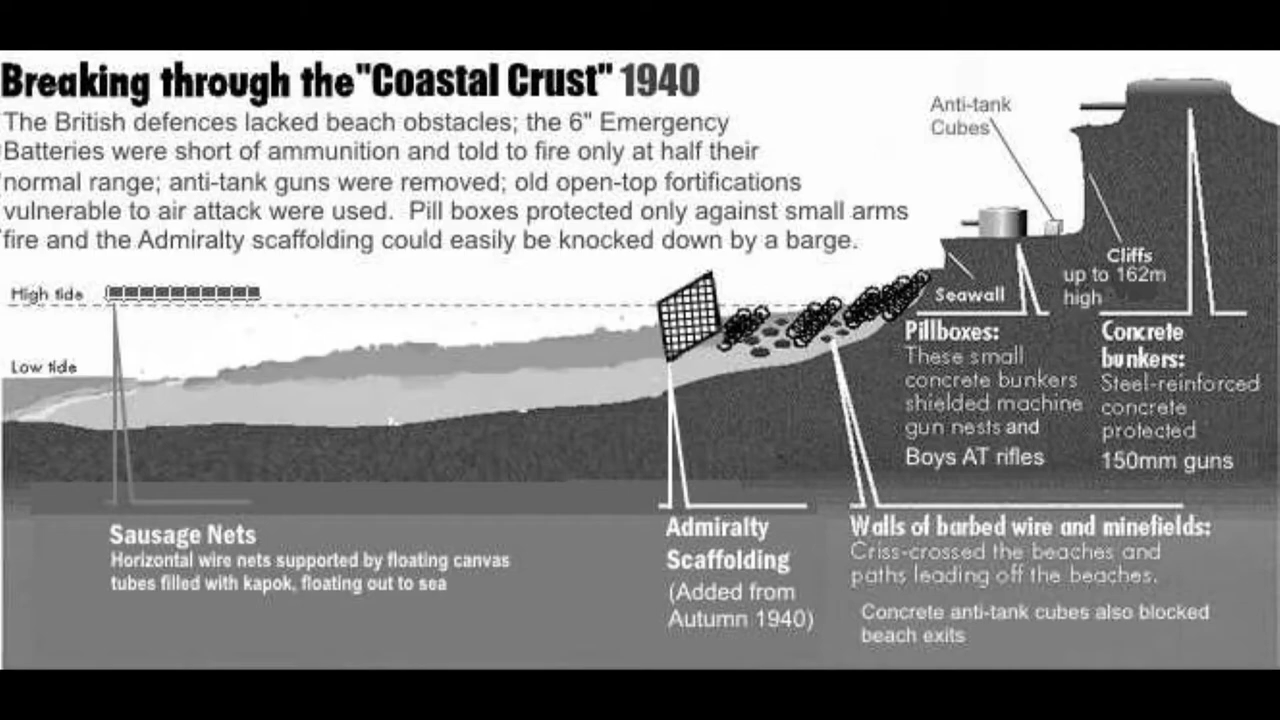 Breaking through the "Coastal Crust" 1940
The British defences lacked beach obstacles; the 6" Emergency
Batteries were short of ammunition and told to fire only at half their
normal range; anti-tank guns were removed; old open-top fortifications
vulnerable to air attack were used. Pill boxes protected only against small arms
fire and the Admiralty scaffolding could easily be knocked down by a barge.
Anti-tank
Cubes
High tide
Low tide
Seawall
Cliffs
up to 162m
high
Pillboxes:
These small
concrete bunkers
shielded machine
gun nests and
Boys AT rifles
Concrete
bunkers:
Steel-reinforced
concrete
protected
150mm guns
Sausage Nets
Horizontal wire nets supported by floating canvas
tubes filled with kapok, floating out to sea
Admiralty
Scaffolding
(Added from
Autumn 1940)
Walls of barbed wire and minefields:
Criss-crossed the beaches and
paths leading off the beaches.
Concrete anti-tank cubes also blocked
beach exits